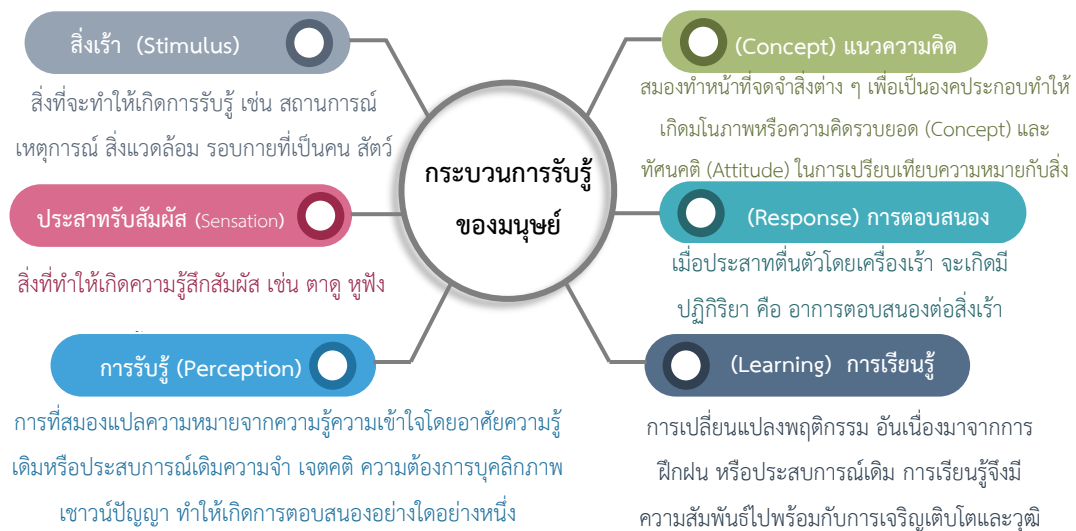 สิ่งเร้า (Stimulus)
สิ่งที่จะทำให้เกิดการรับรู้ เช่น สถานการณ์
เหตุการณ์ สิ่งแวดล้อม รอบกายที่เป็นคน สัตว์
ประสาทรับสัมผัส (Sensation)
สิ่งที่ทำให้เกิดความรู้สึกสัมผัส เช่น ตาดู หูฟัง
การรับรู้ (Perception)
การที่สมองแปลความหมายจากความรู้ความเข้าใจโดยอาศัยความรู้
เดิมหรือประสบการณ์เดิมความจำ เจตคติ ความต้องการบุคลิกภาพ
เชาวน์ปัญญา ทำให้เกิดการตอบสนองอย่างใดอย่างหนึ่ง
กระบวนการรับรู้
ของมนุษย์
(Concept) แนวความคิด
สมองทำหน้าที่จดจำสิ่งต่าง ๆ เพื่อเป็นองคประกอบทำให้
เกิดมโนภาพหรือความคิดรวบยอด (Concept) และ
ทัศนคติ (Attitude) ในการเปรียบเทียบความหมายกับสิ่ง
(Response) การตอบสนอง
เมื่อประสาทตื่นตัวโดยเครื่องเร้า จะเกิดมี
ปฏิกิริยา คือ อาการตอบสนองต่อสิ่งเร้า
(Learning) การเรียนรู้
การเปลี่ยนแปลงพฤติกรรม อันเนื่องมาจากการ
ฝึกฝน หรือประสบการณ์เดิม การเรียนรู้จึงมี
ความสัมพันธ์ไปพร้อมกับการเจริญเติบโตและวุฒิ